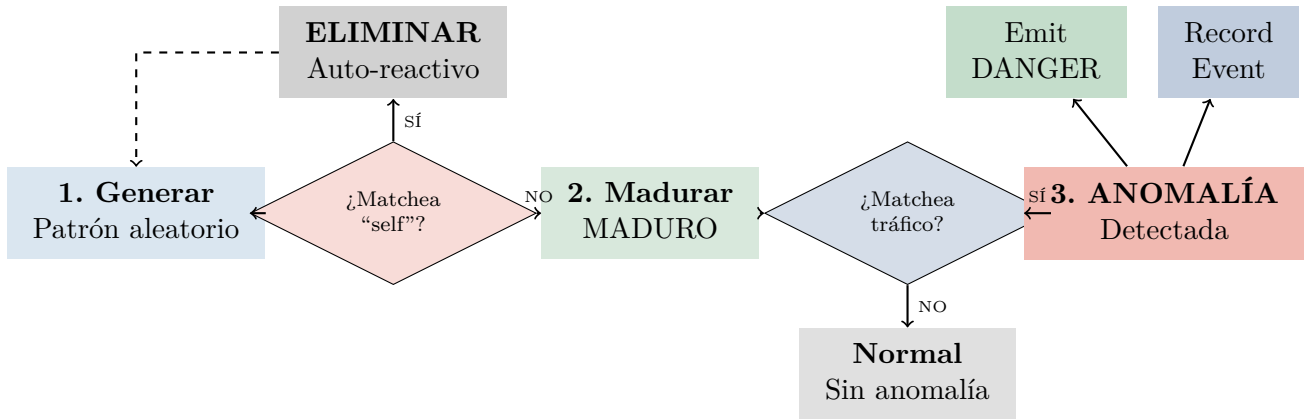 ELIMINAR
Auto-reactivo
Emit
DANGER
Record
Event
SÍ
1. Generar
Patrón aleatorio
¿Matchea
“self”?
NO
2. Madurar
MADURO
¿Matchea
tráfico?
SÍ
3. ANOMALÍA
Detectada
NO
Normal
Sin anomalía